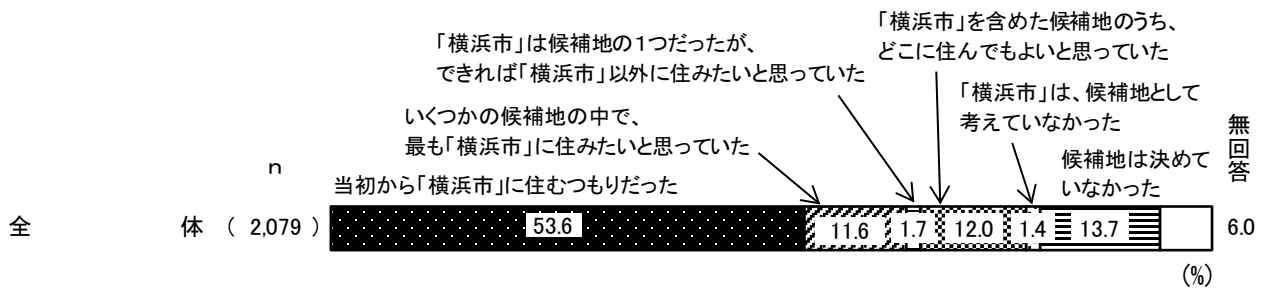 「横浜市」を含めた候補地のうち、
どこに住んでもよいと思っていた
「横浜市」は候補地の1つだったが、
できれば「横浜市」以外に住みたいと思っていた
「横浜市」は、候補地として
考えていなかった
いくつかの候補地の中で、
最も「横浜市」に住みたいと思っていた
候補地は決めて
いなかった
無回答
n
当初から「横浜市」に住むつもりだった
全 体 ( 2,079 ) 53.6 11.6 1.7 12.0 1.4 13.7 6.0
(%)